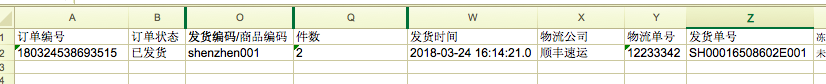 A B O Q W X Y Z
1 订单编号 订单状态 发货编码/商品编码 件数 发货时间 物流公司 物流单号 发货单号
2 180324538693515 已发货 shenzhen001 2 2018-03-24 16:14:21.0 顺丰速运 12233342 SH00016508602E001 未
3